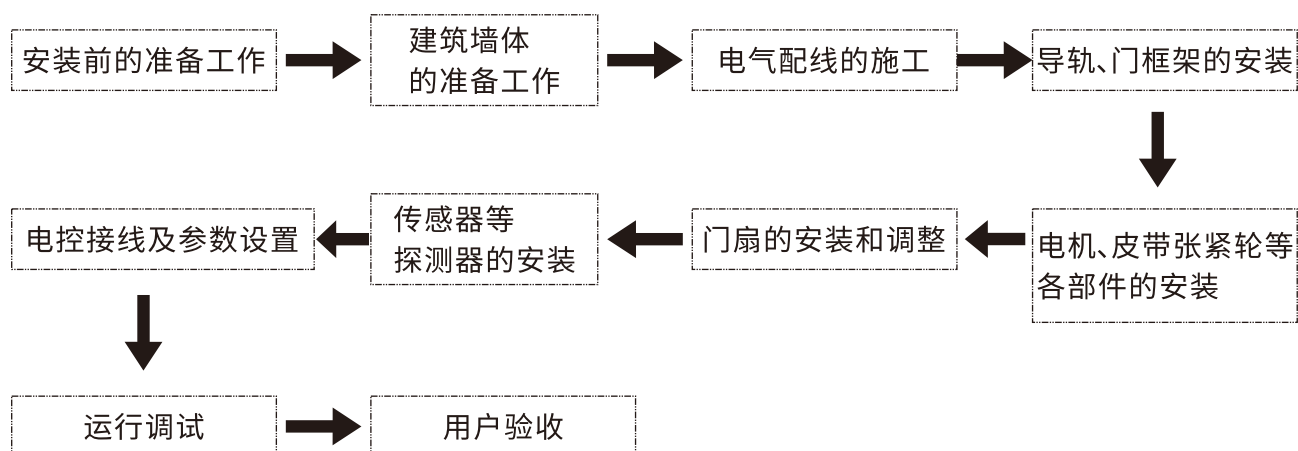 安装前的准备工作
建筑墙体
的准备工作
电气配线的施工
导轨、门框架的安装
电机、皮带张紧轮等
各部件的安装
门扇的安装和调整
传感器等
探测器的安装
电控接线及参数设置
运行调试
用户验收